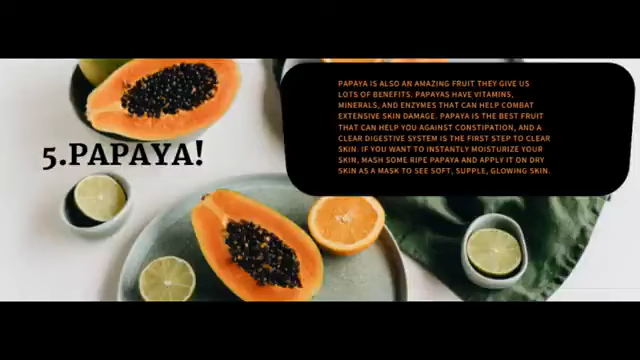 5.PAPAYA!
PAPAYA IS ALSO AN AMAZING FRUIT THEY GIVE US
LOTS OF BENEFITS. PAPAYAS HAVE VITAMINS,
MINERALS, AND ENZYMES THAT CAN HELP COMBAT
EXTENSIVE SKIN DAMAGE. PAPAYA IS THE BEST FRUIT
THAT CAN HELP YOU AGAINST CONSTIPATION, AND A
CLEAR DIGESTIVE SYSTEM IS THE FIRST STEP TO CLEAR
SKIN. IF YOU WANT TO INSTANTLY MOISTURIZE YOUR
SKIN, MASH SOME RIPE PAPAYA AND APPLY IT ON DRY
SKIN AS A MASK TO SEE SOFT, SUPPLE, GLOWING SKIN.